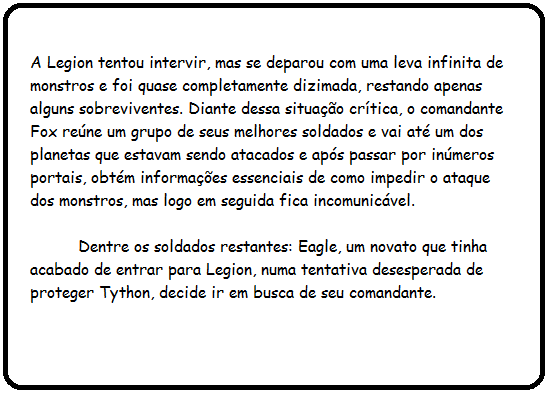 A Legion tentou intervir, mas se deparou com uma leva infinita de
monstros e foi quase completamente dizimada, restando apenas
alguns sobreviventes. Diante dessa situação crítica, o comandante
Fox reúne um grupo de seus melhores soldados e vai até um dos
planetas que estavam sendo atacados e após passar por inúmeros
portais, obtém informações essenciais de como impedir o ataque
dos monstros, mas logo em seguida fica incomunicável.
Dentre os soldados restantes: Eagle, um novato que tinha
acabado de entrar para Legion, numa tentativa desesperada de
proteger Tython, decide ir em busca de seu comandante.